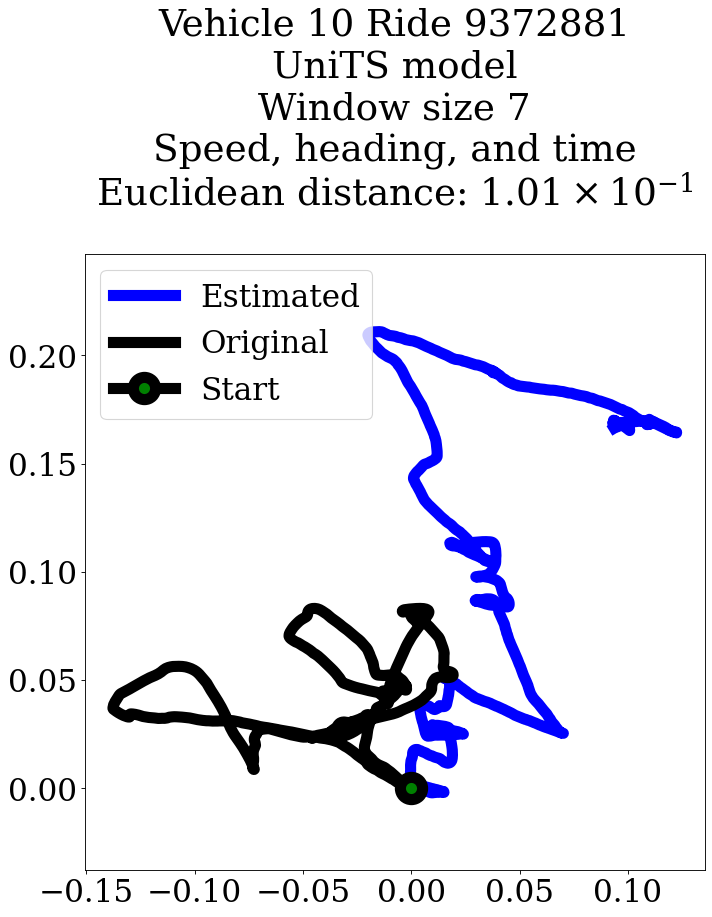 Vehicle 10 Ride 9372881
UniTS model
Window size 7
Speed, heading, and time
Euclidean distance: $1.01 \times 10^{-1}$
Estimated
Original
Start
0.20
0.15
0.10
0.05
0.00
−0.15 −0.10 −0.05 0.00 0.05 0.10